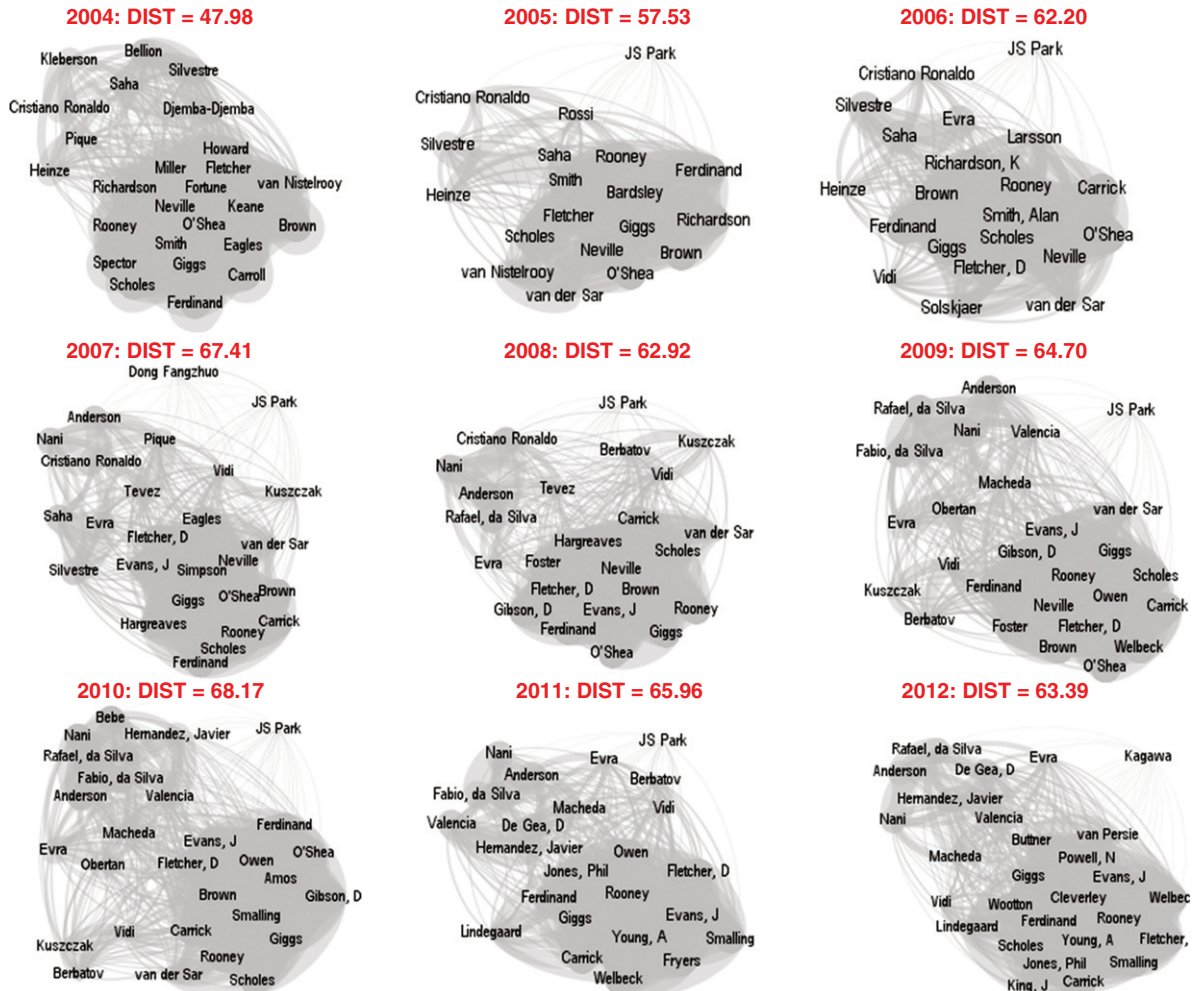 2004: DIST = 47.98
Kleberson
Bellion
Silvestre
Saha
Cristiano Ronaldo
Djemba-Djemba
Pique
Howard
Heinze
Miller
Fletcher
Richardson
Fortune
van Nistelrooy
Neville
Keane
Rooney
O'Shea
Brown
Smith
Eagles
Spector
Giggs
Carroll
Scholes
Ferdinand
2005: DIST = 57.53
JS Park
Cristiano Ronaldo
Rossi
Silvestre
Saha
Rooney
Ferdinand
Smith
Heinze
Bardsley
Fletcher
Giggs
Richardson
Scholes
Neville
Brown
van Nistelrooy
O'Shea
van der Sar
2006: DIST = 62.20
JS Park
Cristiano Ronaldo
Silvestre
Evra
Saha
Larsson
Richardson, K
Heinze
Brown
Rooney
Carrick
Smith, Alan
Ferdinand
Scholes
O'Shea
Giggs
Neville
Fletcher, D
Vidi
Solskjaer
van der Sar
2007: DIST = 67.41
Dong Fangzhuo
JS Park
Anderson
Nani
Pique
Cristiano Ronaldo
Vidi
Tevez
Kuszczak
Saha
Evra
Eagles
Fletcher, D
van der Sar
Silvestre
Evans, J
Simpson
Neville
Giggs
O'Shea
Brown
Hargreaves
Carrick
Rooney
Scholes
Ferdinand
2008: DIST = 62.92
JS Park
Cristiano Ronaldo
Berbatov
Kuszczak
Nani
Vidi
Anderson
Tevez
Rafael, da Silva
Carrick
van der Sar
Hargreaves
Scholes
Evra
Foster
Neville
Fletcher, D
Brown
Gibson, D
Evans, J
Rooney
Ferdinand
Giggs
O'Shea
2009: DIST = 64.70
Anderson
Rafael, da Silva
JS Park
Nani
Valencia
Fabio, da Silva
Macheda
Obertan
van der Sar
Evra
Evans, J
Gibson, D
Giggs
Vidi
Rooney
Scholes
Kuszczak
Ferdinand
Owen
Neville
Carrick
Berbatov
Foster
Fletcher, D
Brown
Welbeck
O'Shea
2010: DIST = 68.17
Bebe
Nani
Hernandez, Javier
JS Park
Rafael, da Silva
Fabio, da Silva
Anderson
Valencia
Macheda
Ferdinand
Evra
Evans, J
O'Shea
Obertan
Fletcher, D
Owen
Amos
Brown
Gibson, D
Smalling
Vidi
Carrick
Giggs
Kuszczak
Rooney
Berbatov
van der Sar
Scholes
2011: DIST = 65.96
JS Park
Nani
Evra
Anderson
Berbatov
Fabio, da Silva
Macheda
Vidi
Valencia
De Gea, D
Hernandez, Javier
Owen
Jones, Phil
Fletcher, D
Ferdinand
Rooney
Giggs
Evans, J
Lindegaard
Young, A
Smalling
Carrick
Fryers
Welbeck
2012: DIST = 63.39
Rafael, da Silva
Evra
Kagawa
Anderson
De Gea, D
Hernandez, Javier
Nani
Valencia
Buttner
van Persie
Macheda
Powell, N
Giggs
Evans, J
Vidi
Wootton
Cleverley
Welbec
Lindegaard
Ferdinand
Rooney
Scholes
Young, A
Fletcher,
Jones, Phil
Smalling
King, J
Carrick